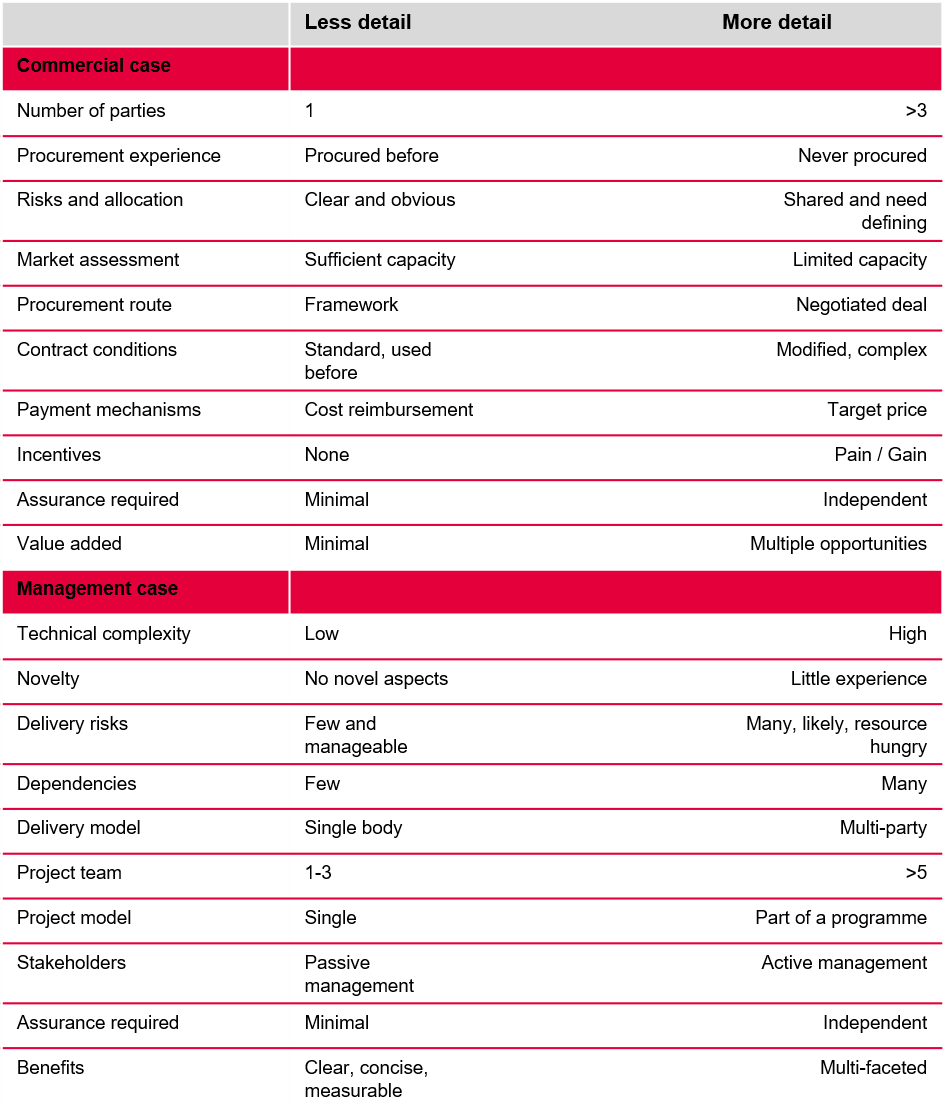 Less detail More detail
Commercial case
Number of parties 1 >3
Procurement experience Procured before Never procured
Risks and allocation Clear and obvious Shared and need
defining
Market assessment Sufficient capacity Limited capacity
Procurement route Framework Negotiated deal
Contract conditions Standard, used Modified, complex
before
Payment mechanisms Cost reimbursement Target price
Incentives None Pain / Gain
Assurance required Minimal Independent
Value added Minimal Multiple opportunities
Management case
Technical complexity Low High
Novelty No novel aspects Little experience
Delivery risks Few and Many, likely, resource
manageable hungry
Dependencies Few Many
Delivery model Single body Multi-party
Project team 1-3 >5
Project model Single Part of a programme
Stakeholders Passive Active management
management
Assurance required Minimal Independent
Benefits Clear, concise, Multi-faceted
measurable